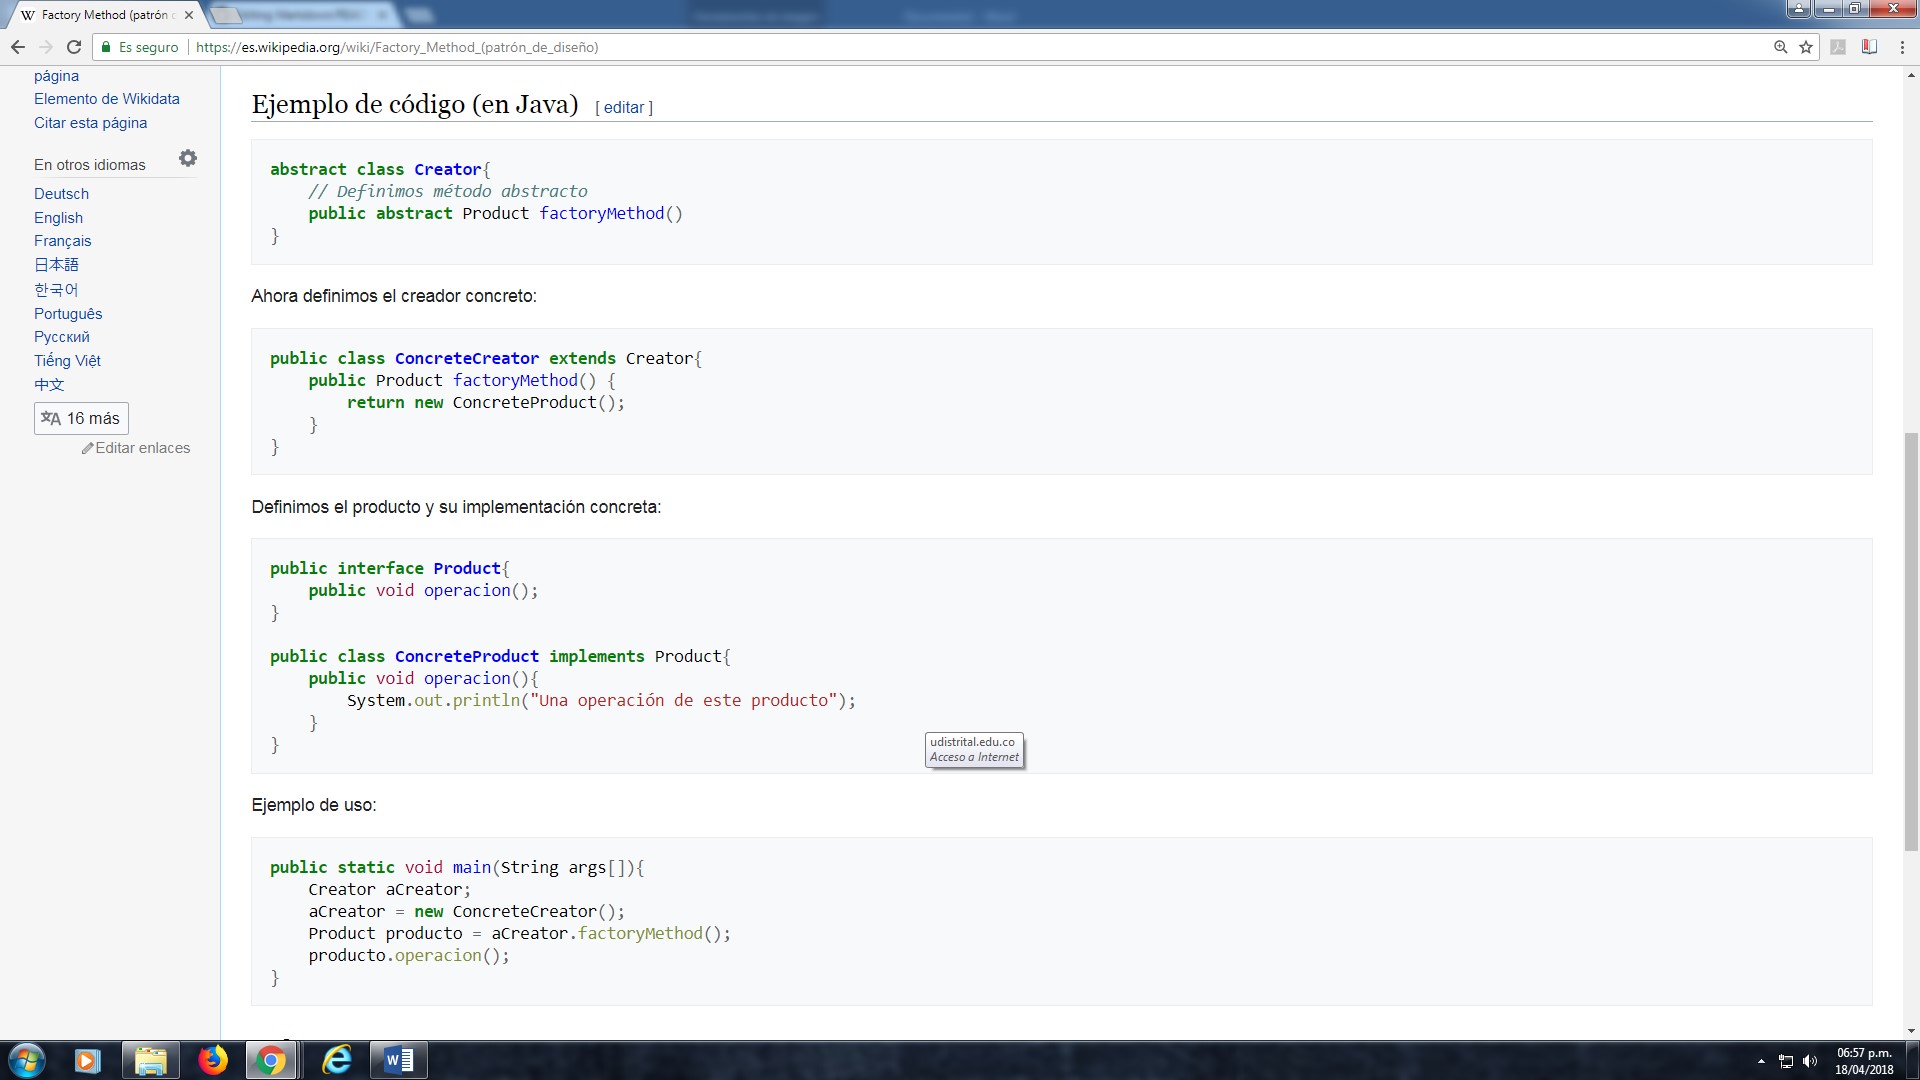 Factory Method (patrón
Es seguro
https://es.wikipedia.org/wiki/Factory_Method_(patrón_de_diseño)
página
Elemento de Wikidata
Citar esta página
En otros idiomas
Deutsch
English
Français
日本語
한국어
Português
Русский
Tiếng Việt
中文
16 más
Editar enlaces
Ejemplo de código (en Java) [ editar ]
abstract class Creator{
// Definimos método abstracto
public abstract Product factoryMethod()
}
Ahora definimos el creador concreto:
public class ConcreteCreator extends Creator{
public Product factoryMethod() {
return new ConcreteProduct();
}
}
Definimos el producto y su implementación concreta:
public interface Product{
public void operacion();
}
public class ConcreteProduct implements Product{
public void operacion(){
System.out.println("Una operación de este producto");
}
}
udistrital.edu.co
Acceso a Internet
Ejemplo de uso:
public static void main(String args[]){
Creator aCreator;
aCreator = new ConcreteCreator();
Product producto = aCreator.factoryMethod();
producto.operacion();
}
06:57 p.m.
18/04/2018